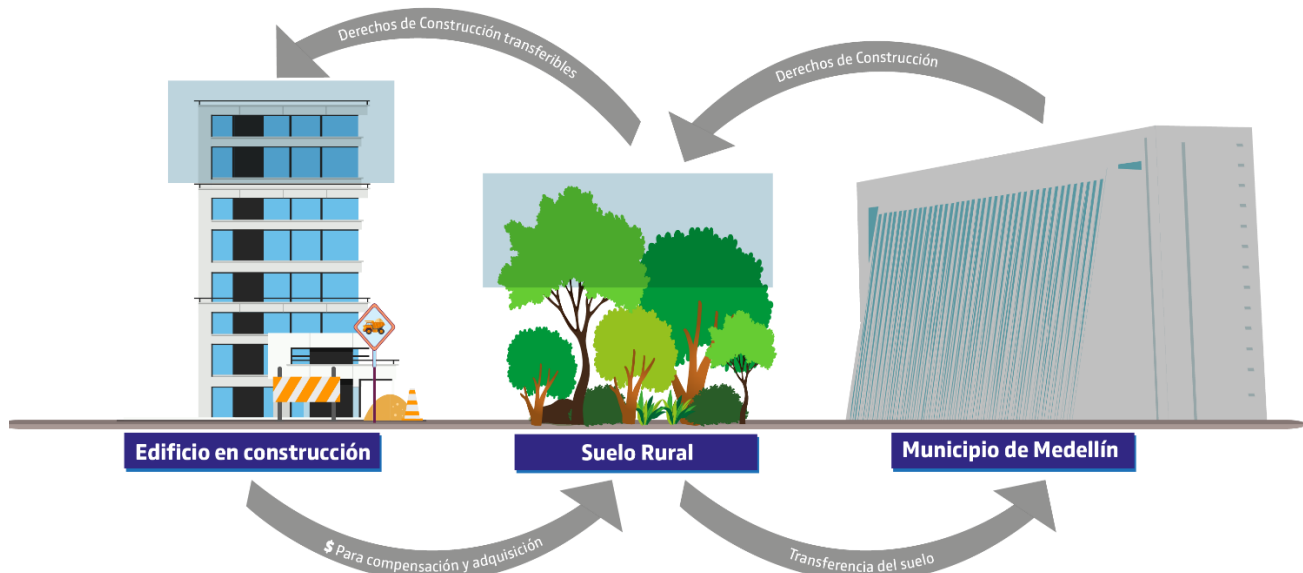 Derechos de Construcción transferibles
Derechos de Construcción
Edificio en construcción
Suelo Rural
Municipio de Medellín
$ Para compensación y adquisición
Transferencia del suelo